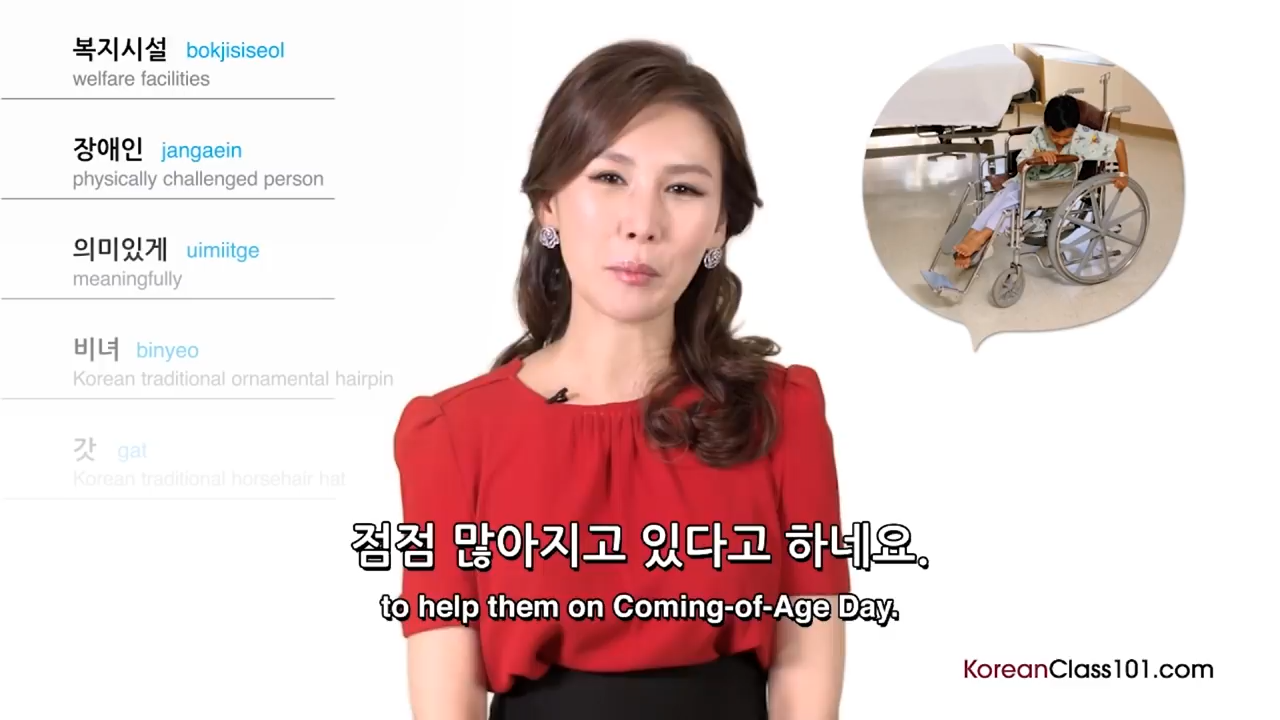 복지시설 bokjisiseol
welfare facilities
장애인 jangaein
physically challenged person
의미있게 uimiitge
meaningfully
비녀 binyeo
Korean traditional ornamental hairpin
갓 gat
Korean traditional horsehair hat
점점 많아지고 있다고 하네요.
to help them on Coming-of-Age Day.
KoreanClass101.com